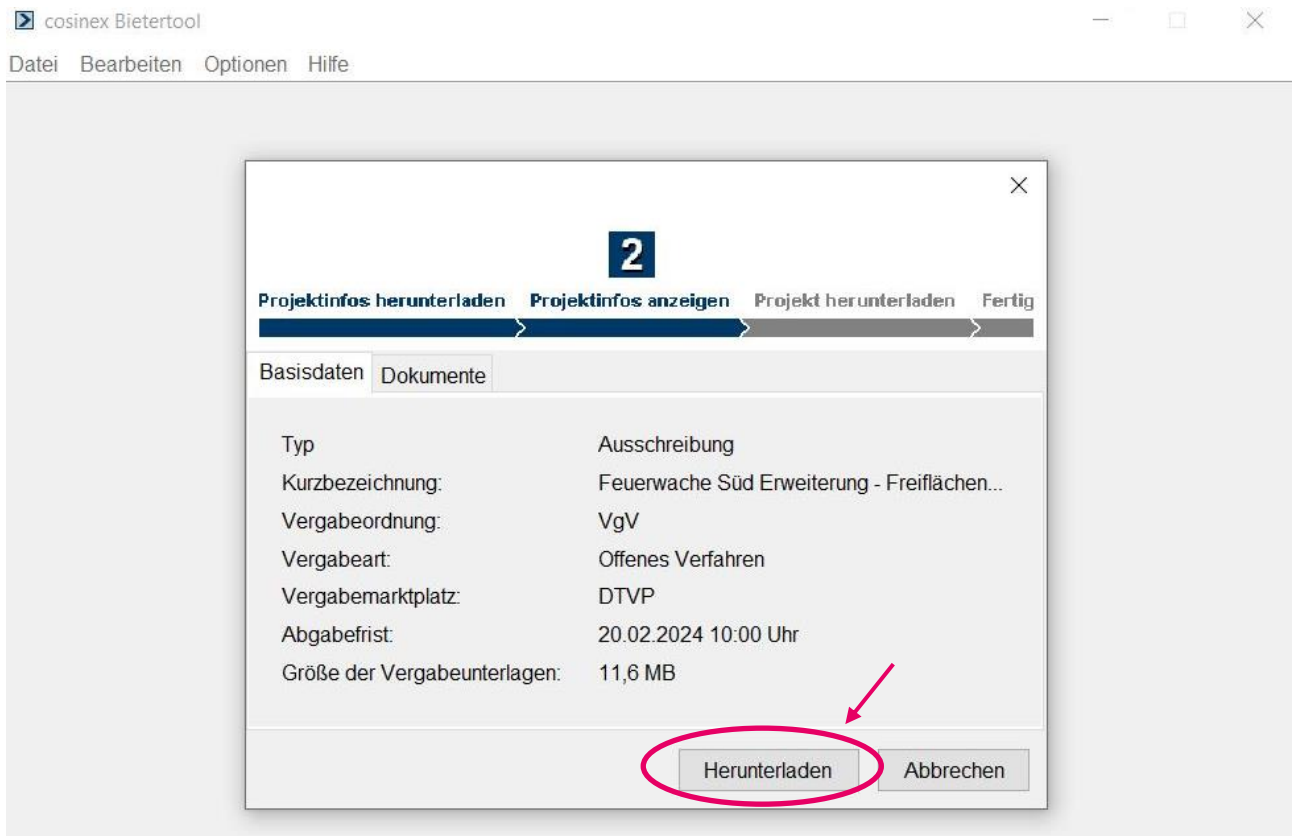 cosinex Bietertool
Datei Bearbeiten Optionen Hilfe
2
Projektinfos herunterladen Projektinfos anzeigen Projekt herunterladen Fertig
Basisdaten Dokumente
Typ Ausschreibung
Kurzbezeichnung: Feuerwache Süd Erweiterung - Freiflächen...
Vergabeordnung: VgV
Vergabeart: Offenes Verfahren
Vergabemarktplatz: DTVP
Abgabefrist: 20.02.2024 10:00 Uhr
Größe der Vergabeunterlagen: 11,6 MB
Herunterladen Abbrechen